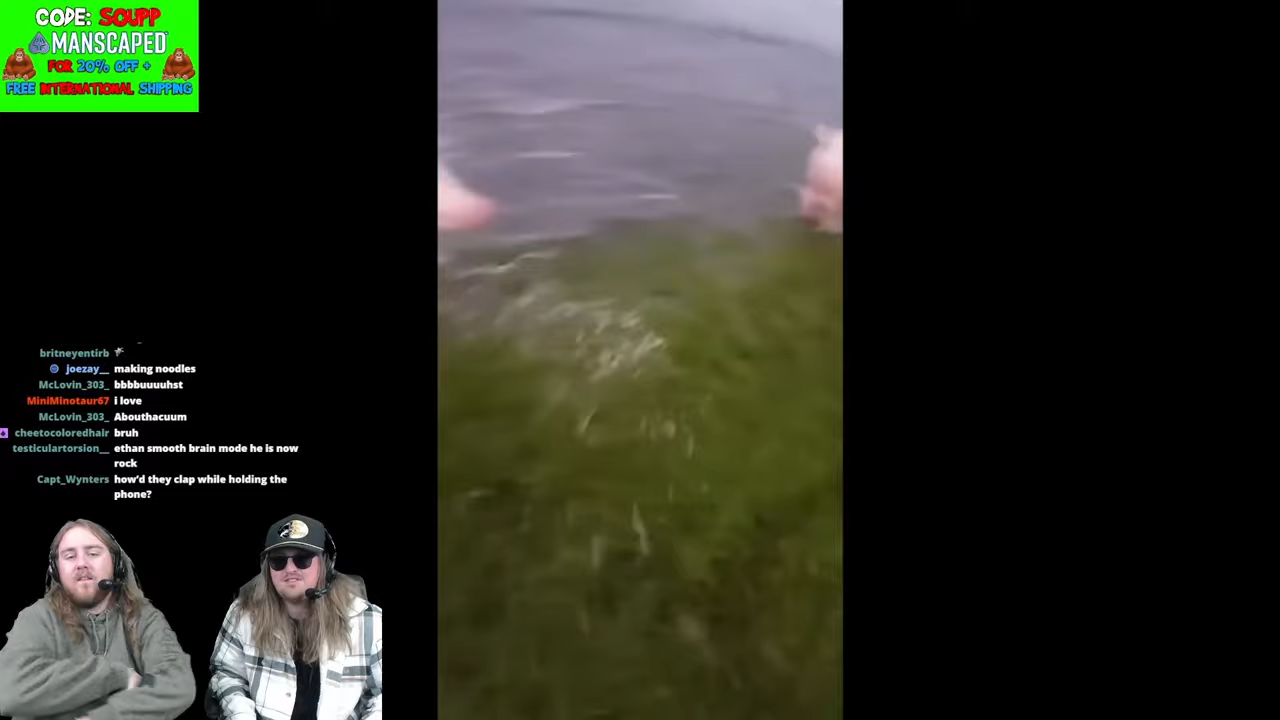 CODE: SOUPP
MANSCAPED
FOR 20% OFF +
FREE INTERNATIONAL SHIPPING
britneyentirb
joezay__ making noodles
McLovin_303_ bbbbuuuuhst
MiniMinotaur67 i love
McLovin_303_ Abouthacuum
cheetocoloredhair bruh
testiculartorsion__ ethan smooth brain mode he is now
rock
Capt_Wynters how'd they clap while holding the
phone?